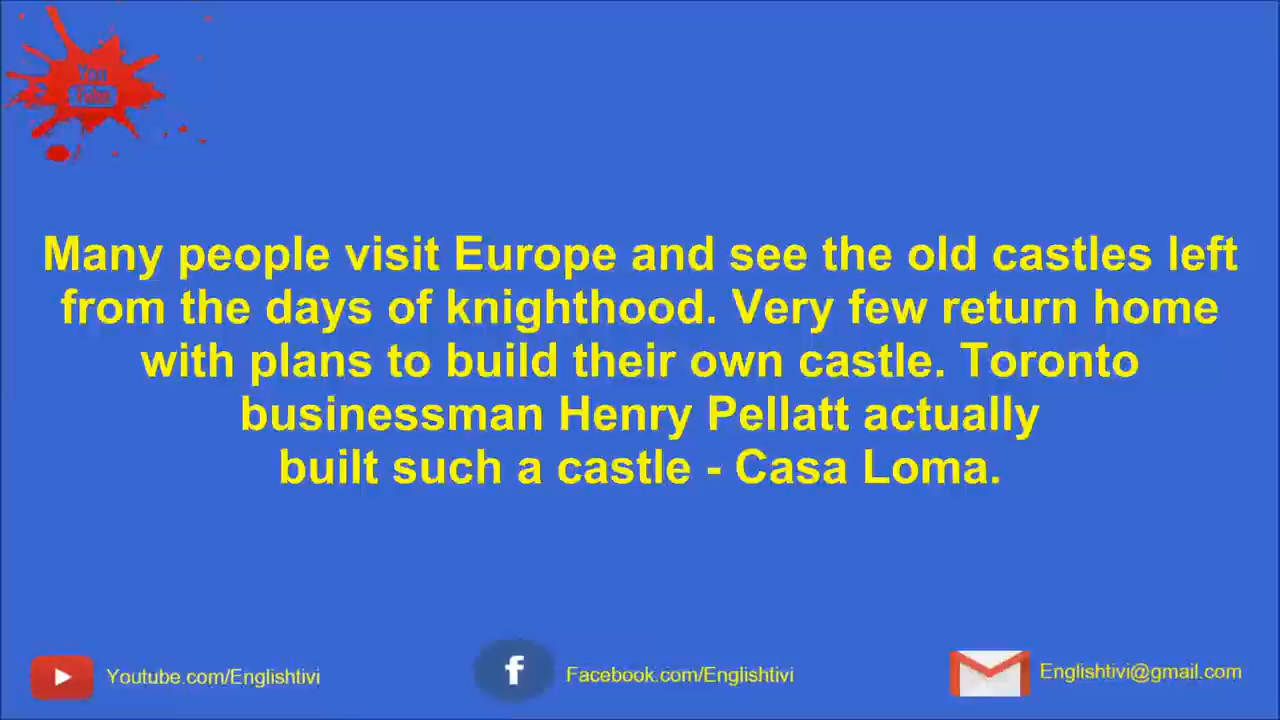 You
Tube
Many people visit Europe and see the old castles left
from the days of knighthood. Very few return home
with plans to build their own castle. Toronto
businessman Henry Pellatt actually
built such a castle - Casa Loma.
Youtube.com/Englishtivi
f
Facebook.com/Englishtivi
Englishtivi@gmail.com